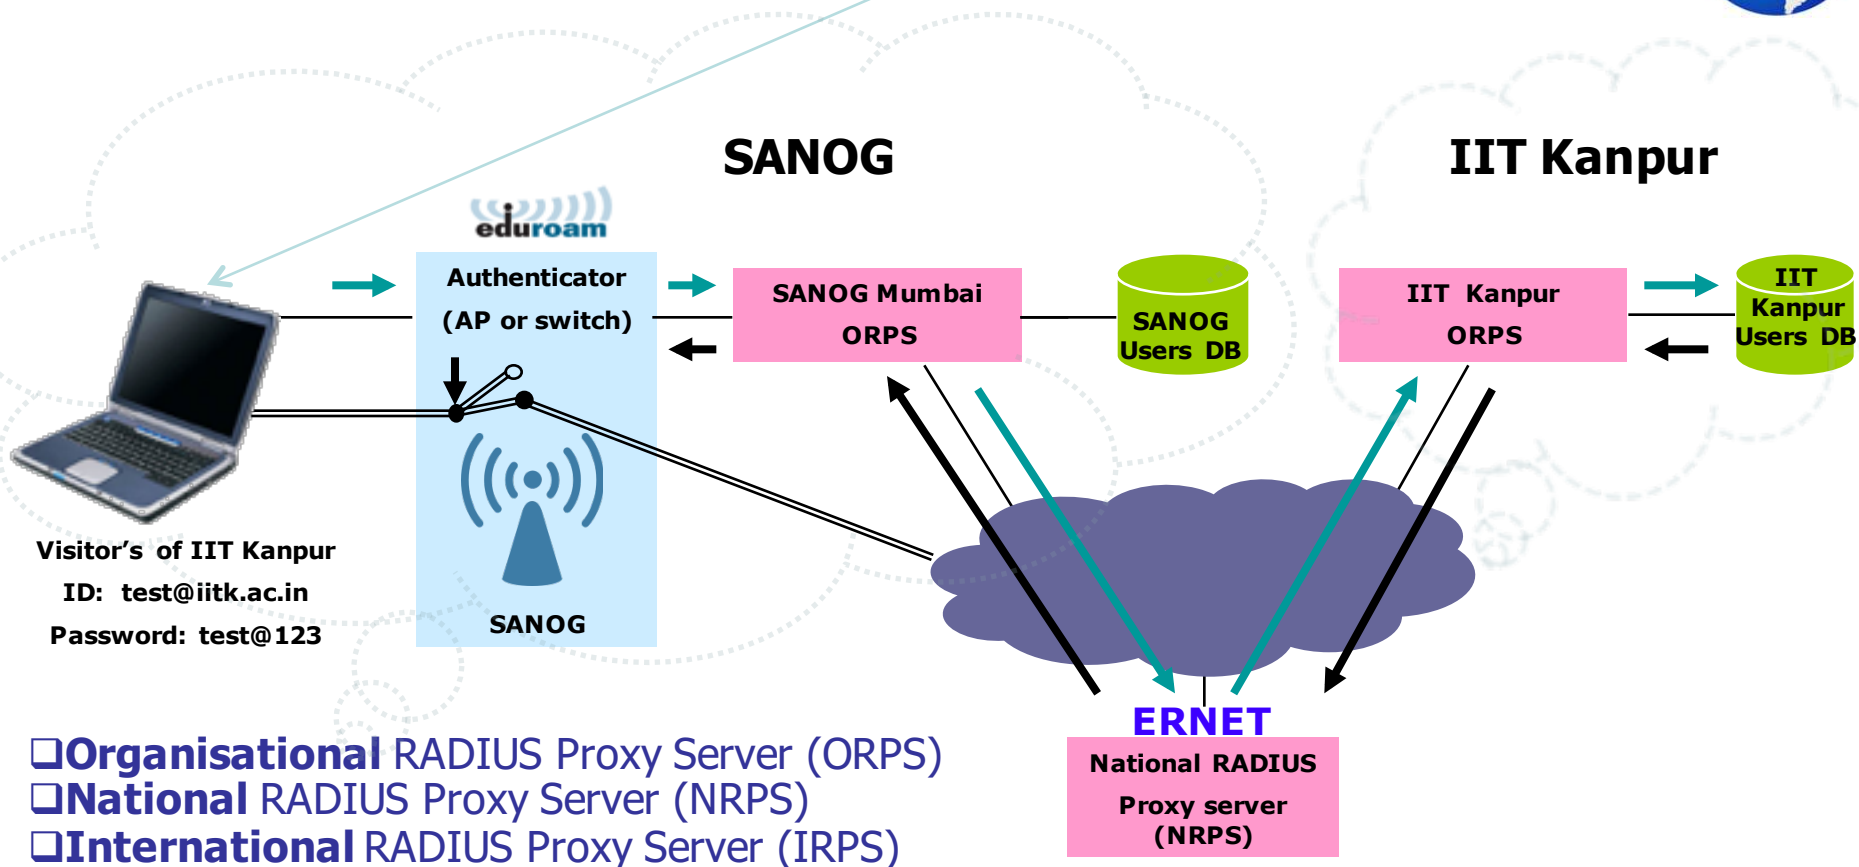 SANOG
IIT Kanpur
eduroam
Authenticator
(AP or switch)
SANOG Mumbai
ORPS
SANOG
Users DB
IIT Kanpur
ORPS
IIT
Kanpur
Users DB
Visitor’s of IIT Kanpur
ID: test@iitk.ac.in
Password: test@123
SANOG
ERNET
National RADIUS
Proxy server
(NRPS)
❑Organisational RADIUS Proxy Server (ORPS)
❑National RADIUS Proxy Server (NRPS)
❑International RADIUS Proxy Server (IRPS)